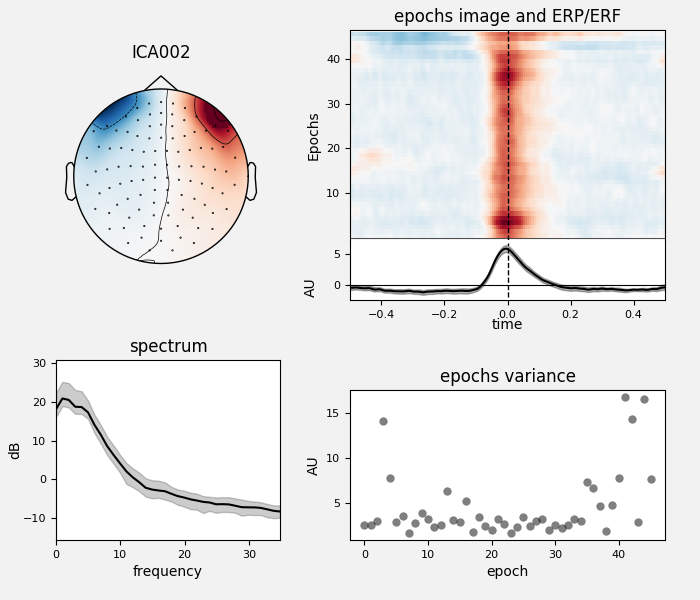 ICA002
epochs image and ERP/ERF
Epochs
40
30
20
10
AU
5
0
−0.4 −0.2 0.0 0.2 0.4
time
spectrum
dB
30
20
10
0
−10
0 10 20 30
frequency
epochs variance
AU
15
10
5
0 10 20 30 40
epoch